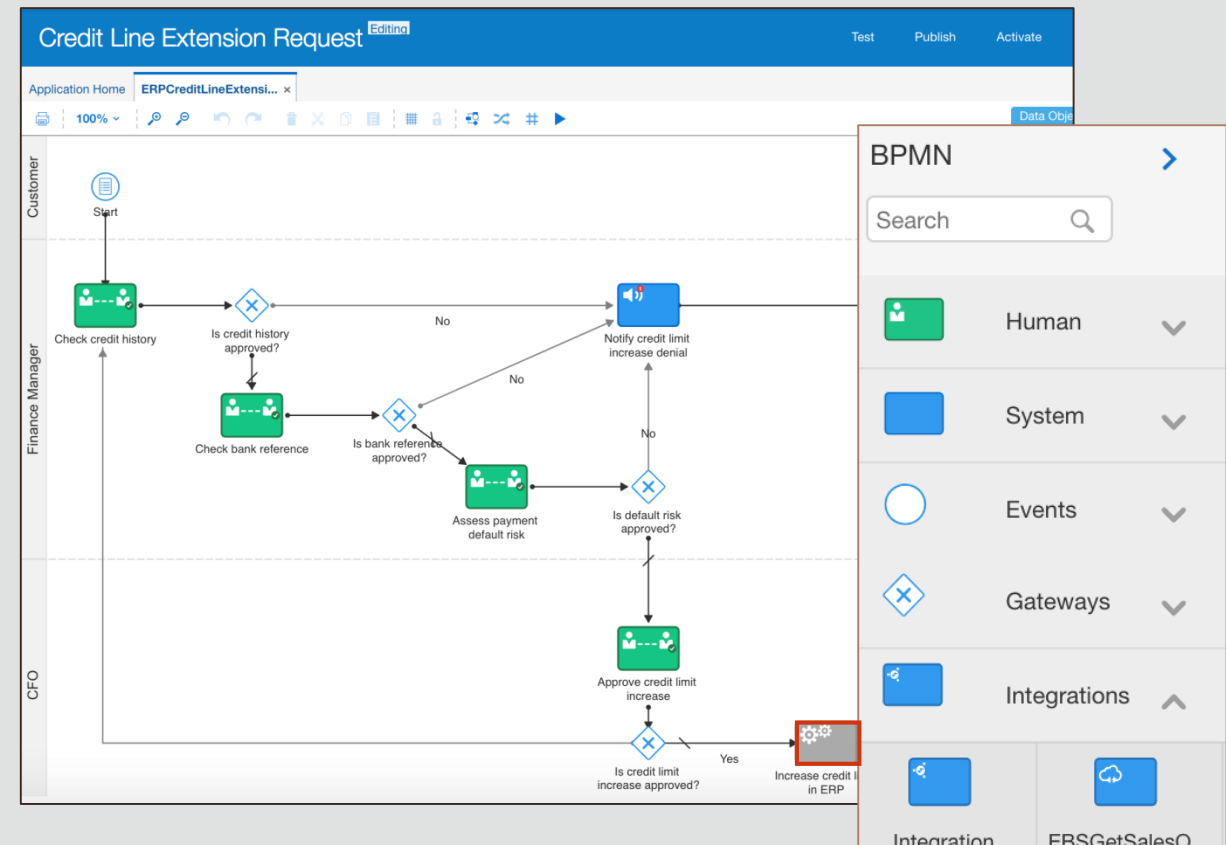 Credit Line Extension Request Editing
Test Publish Activate
Application Home ERPCreditLineExtensi... ×
100%
Data Obje
BPMN
Search
Human
System
Events
Gateways
Integrations
Integration
EBSGetSalesO
Customer
Start
Finance Manager
Check credit history
Is credit history
approved?
No
Notify credit limit
increase denial
Check bank reference
Is bank reference
approved?
No
Assess payment
default risk
Is default risk
approved?
No
CFO
Approve credit limit
increase
Is credit limit
increase approved?
Yes
Increase credit l
in ERP